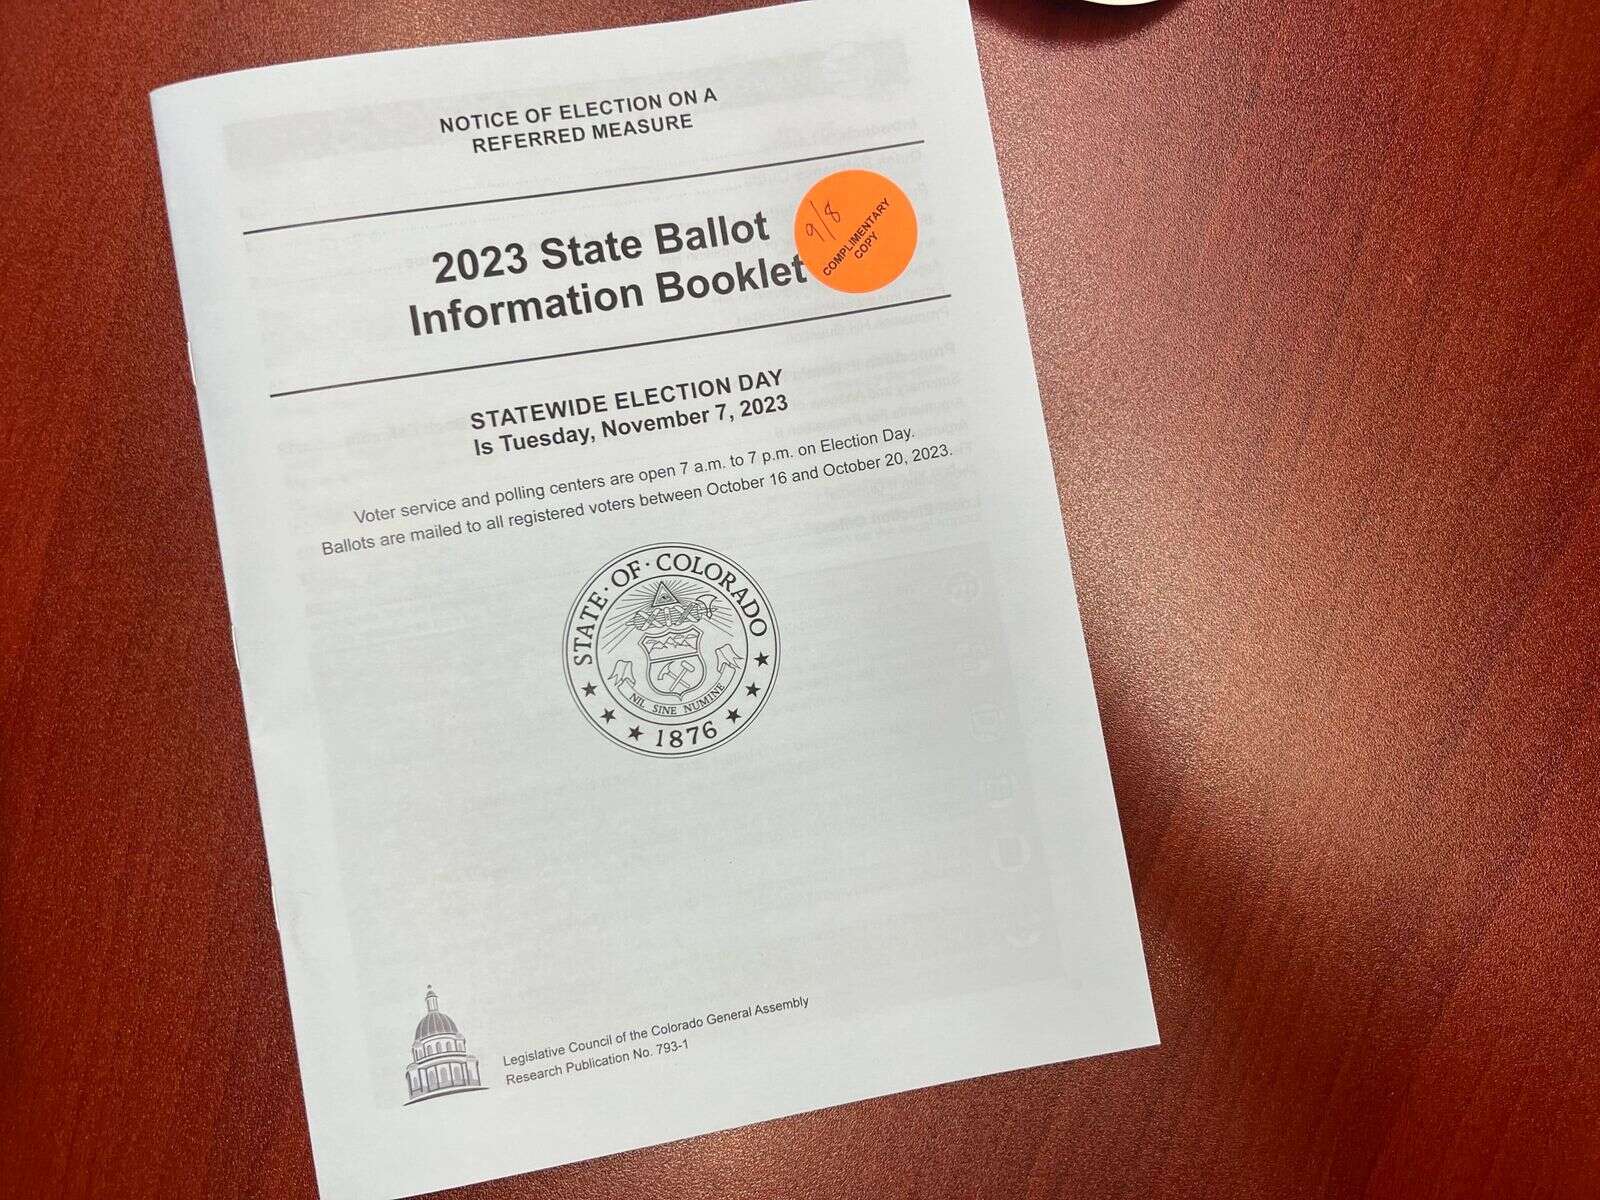 NOTICE OF ELECTION ON A
REFERRED MEASURE
2023 State Ballot
Information Booklet
9/8
COMPLIMENTARY
COPY
STATEWIDE ELECTION DAY
Is Tuesday, November 7, 2023
Voter service and polling centers are open 7 a.m. to 7 p.m. on Election Day.
Ballots are mailed to all registered voters between October 16 and October 20, 2023.
STATE·OF·COLORADO
NIL SINE NUMINE
1876
Legislative Council of the Colorado General Assembly
Research Publication No. 793-1